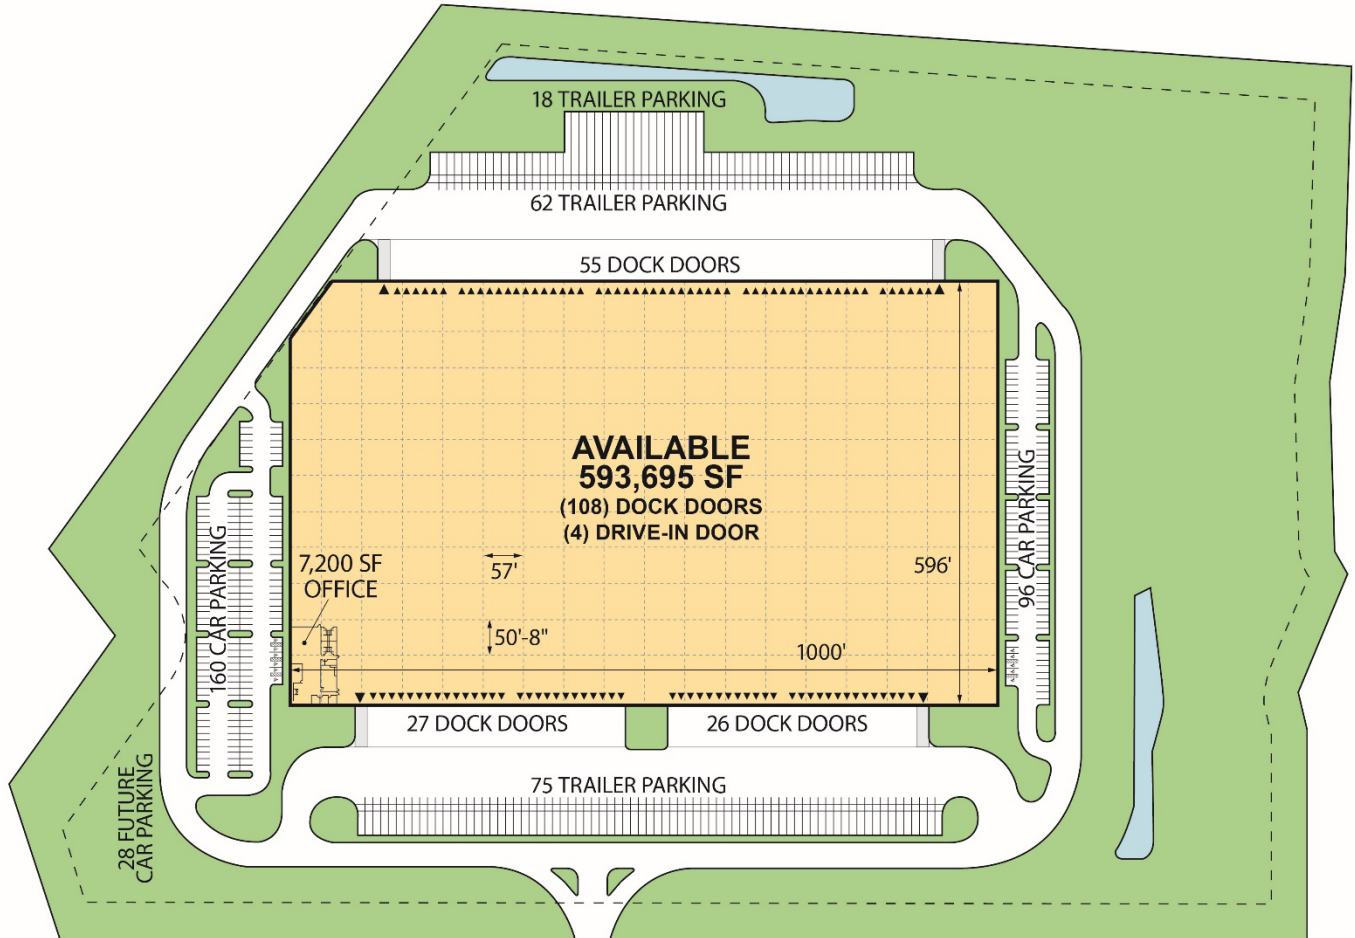 18 TRAILER PARKING
62 TRAILER PARKING
55 DOCK DOORS
AVAILABLE
593,695 SF
(108) DOCK DOORS
(4) DRIVE-IN DOOR
7,200 SF
OFFICE
57'
50'-8"
596'
1000'
160 CAR PARKING
96 CAR PARKING
27 DOCK DOORS
26 DOCK DOORS
75 TRAILER PARKING
28 FUTURE
CAR PARKING